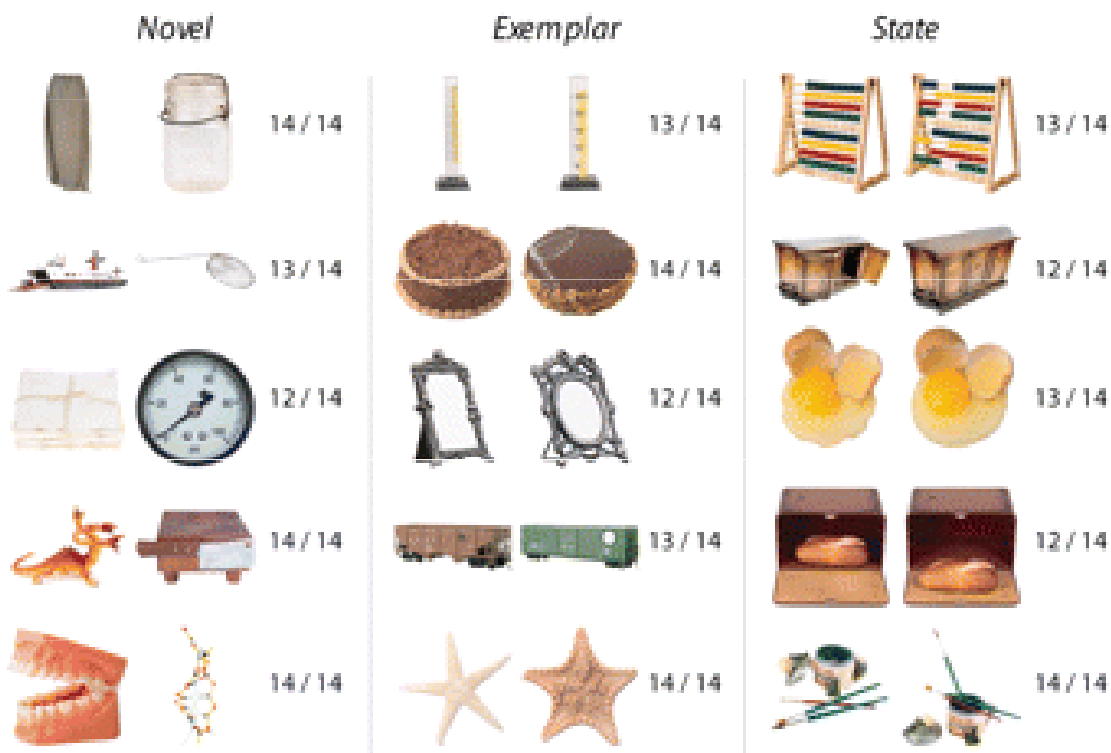 Novel Exemplar State
14 / 14 13 / 14 13 / 14
13 / 14 14 / 14 12 / 14
12 / 14 12 / 14 13 / 14
14 / 14 13 / 14 12 / 14
14 / 14 14 / 14 14 / 14